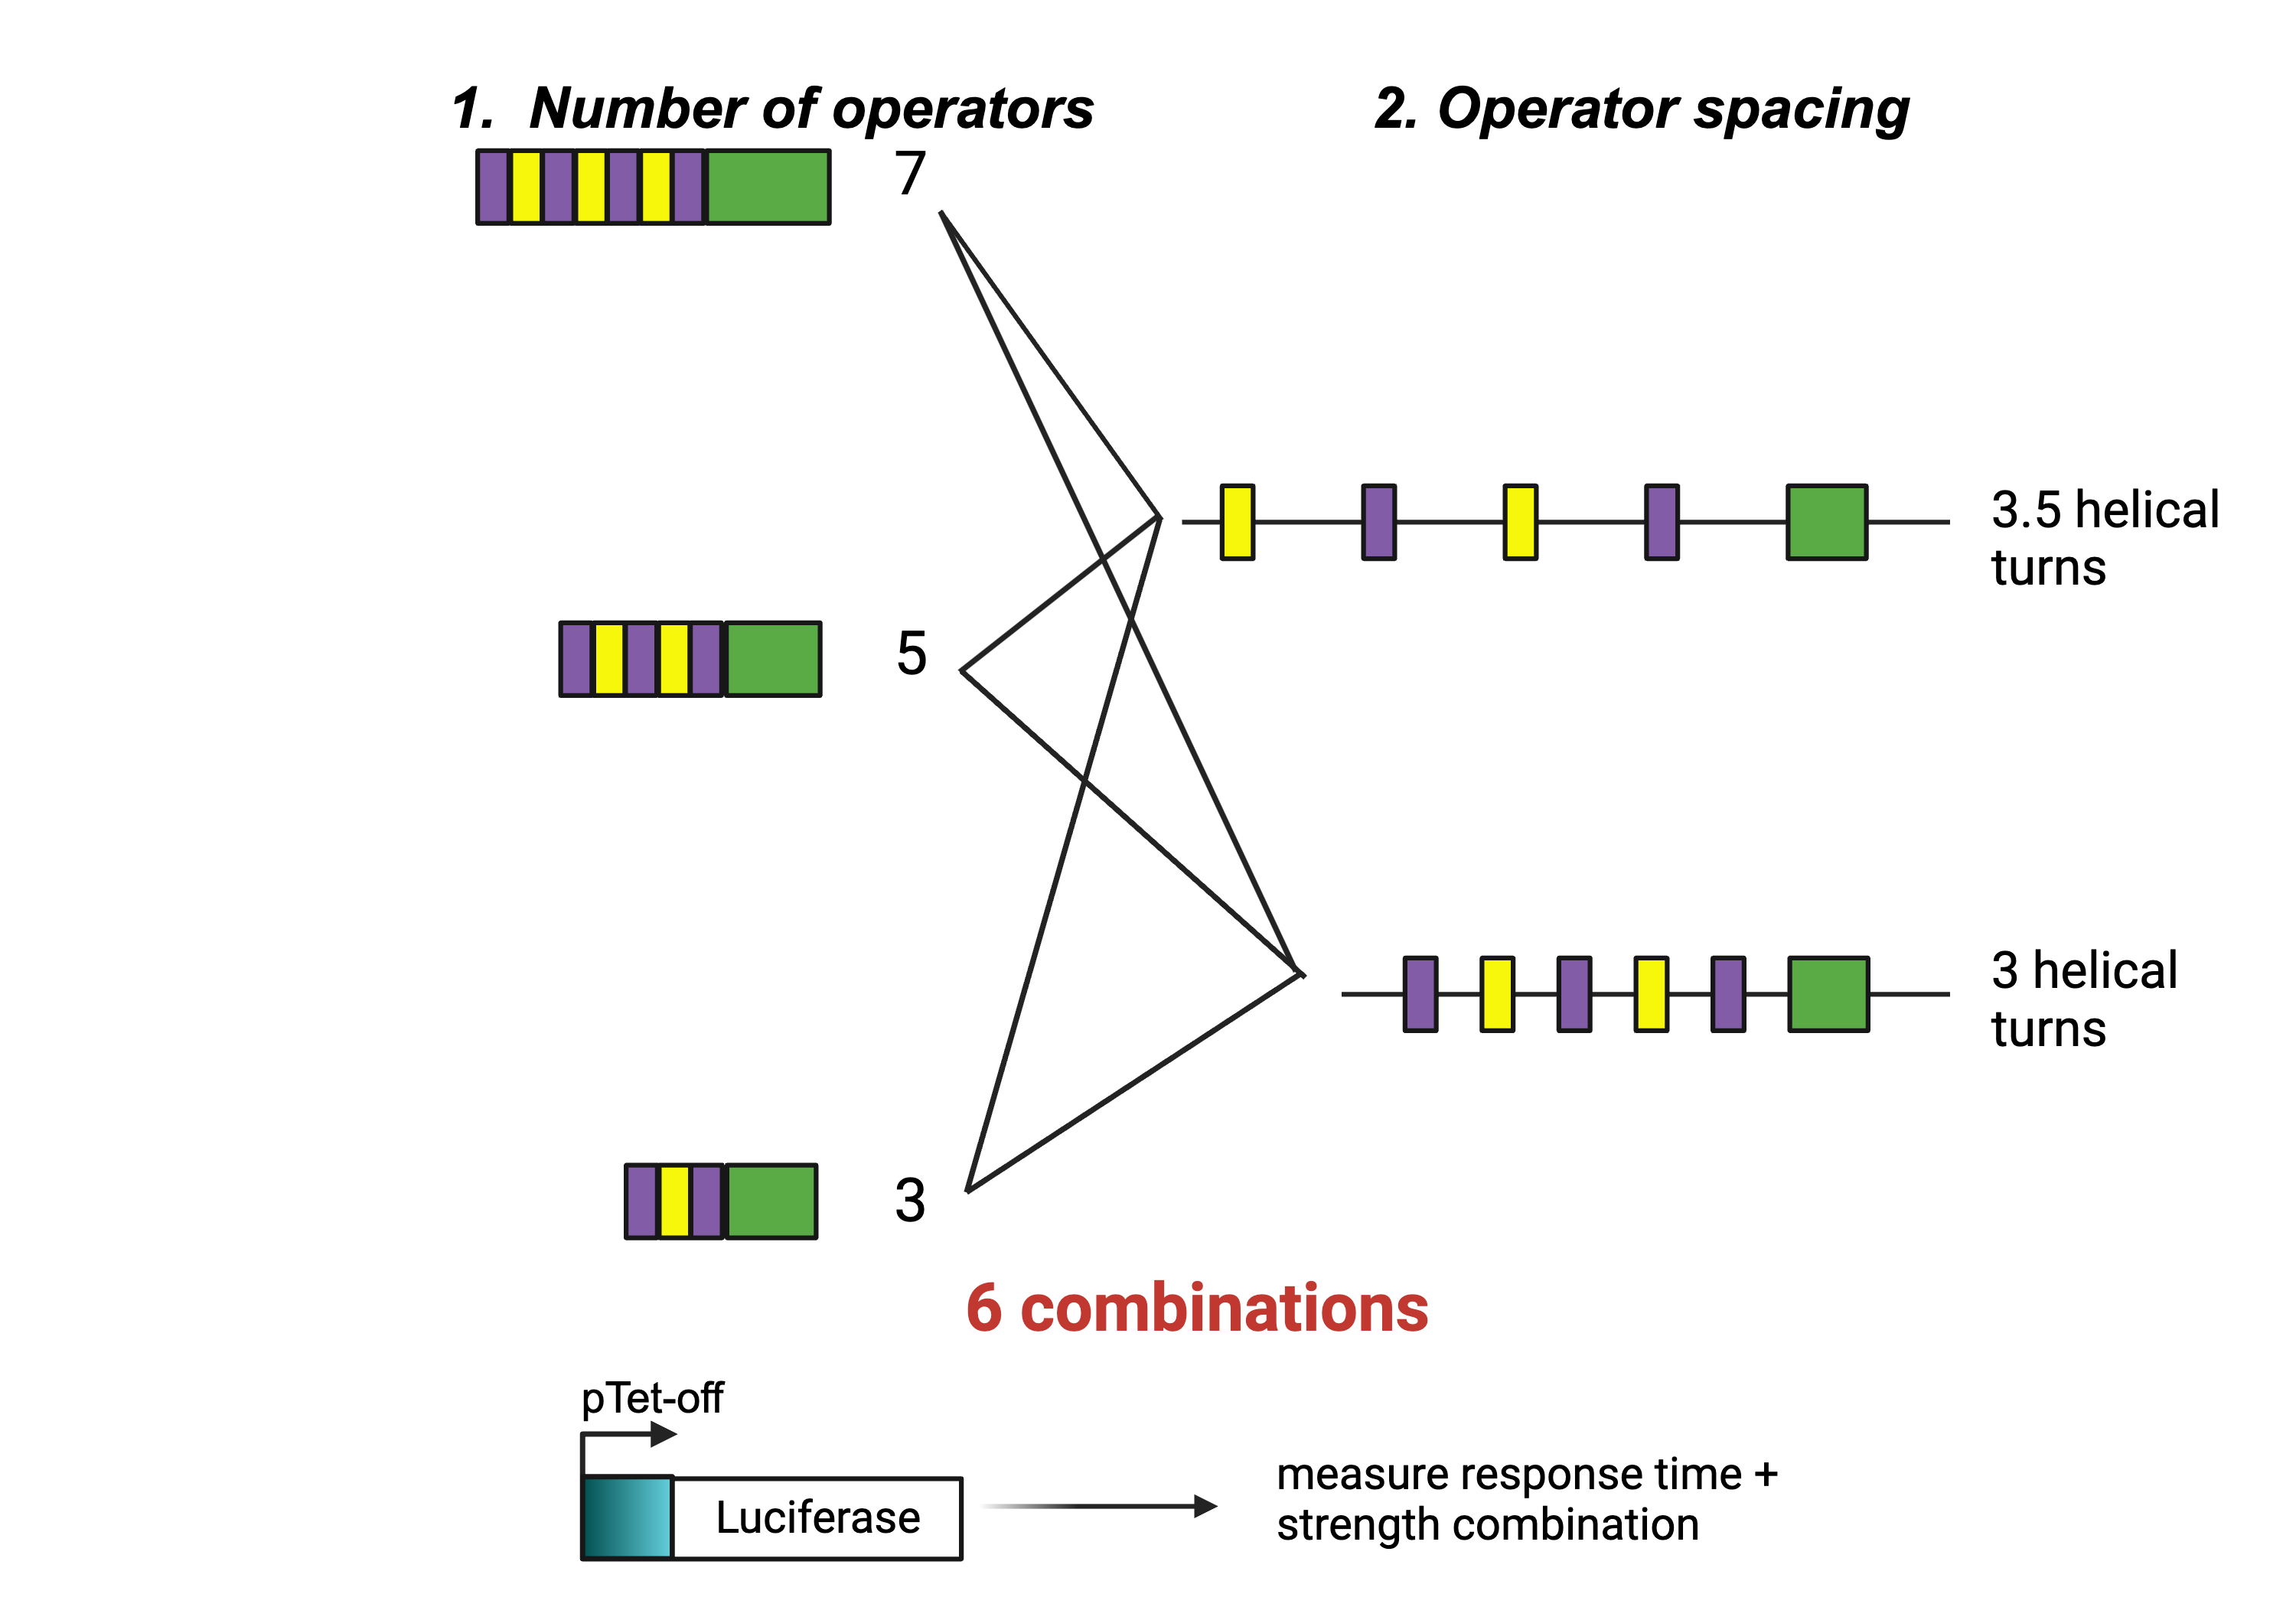 1. Number of operators
2. Operator spacing
7
3.5 helical
turns
5
3 helical
turns
3
6 combinations
pTet-off
Luciferase
measure response time +
strength combination